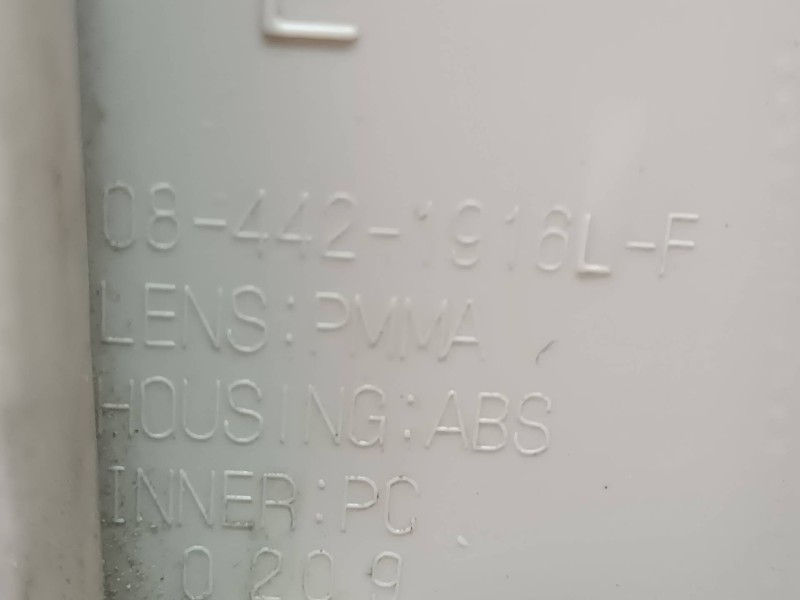 L
08-442-1916L-F
LENS:PMMA
HOUSING:ABS
INNER:PC
0209